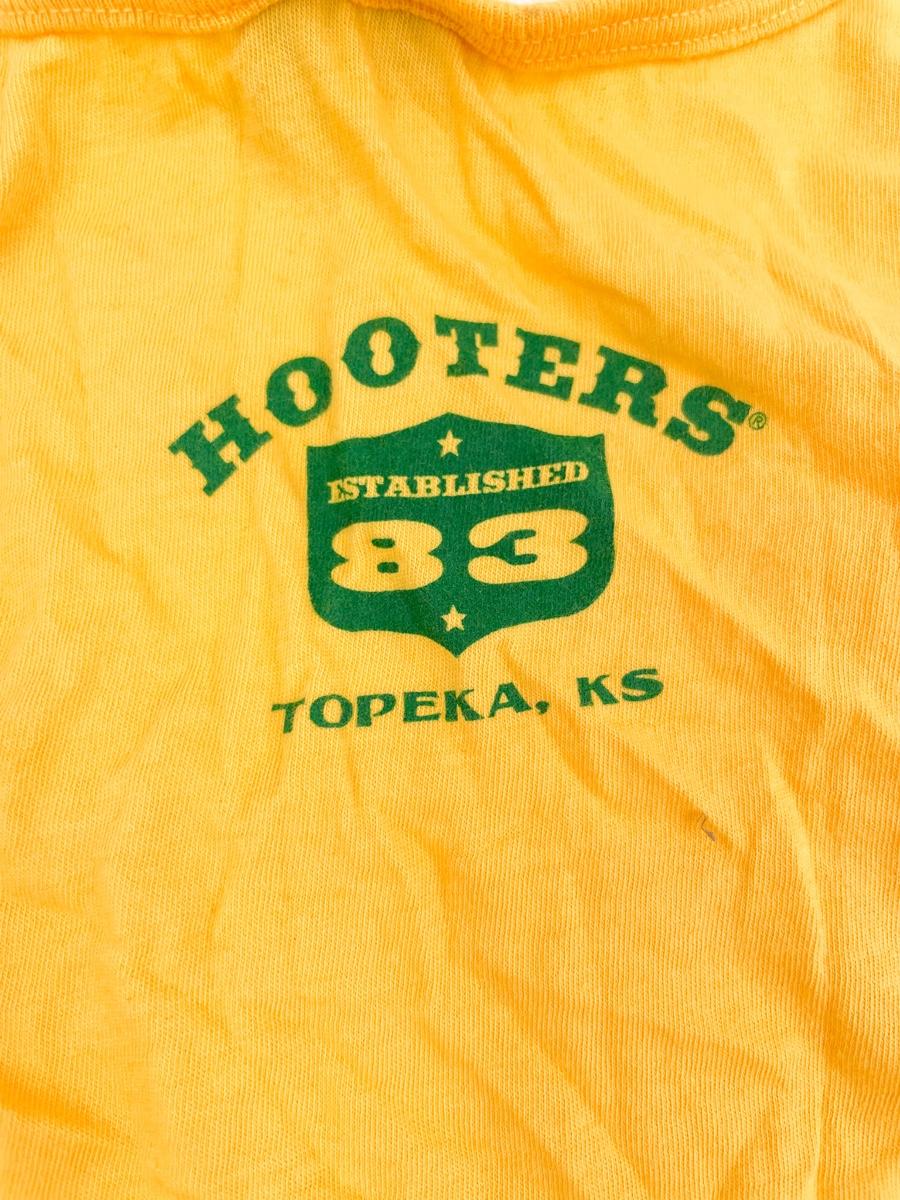 HOOTERS®
ESTABLISHED
83
TOPEKA, KS